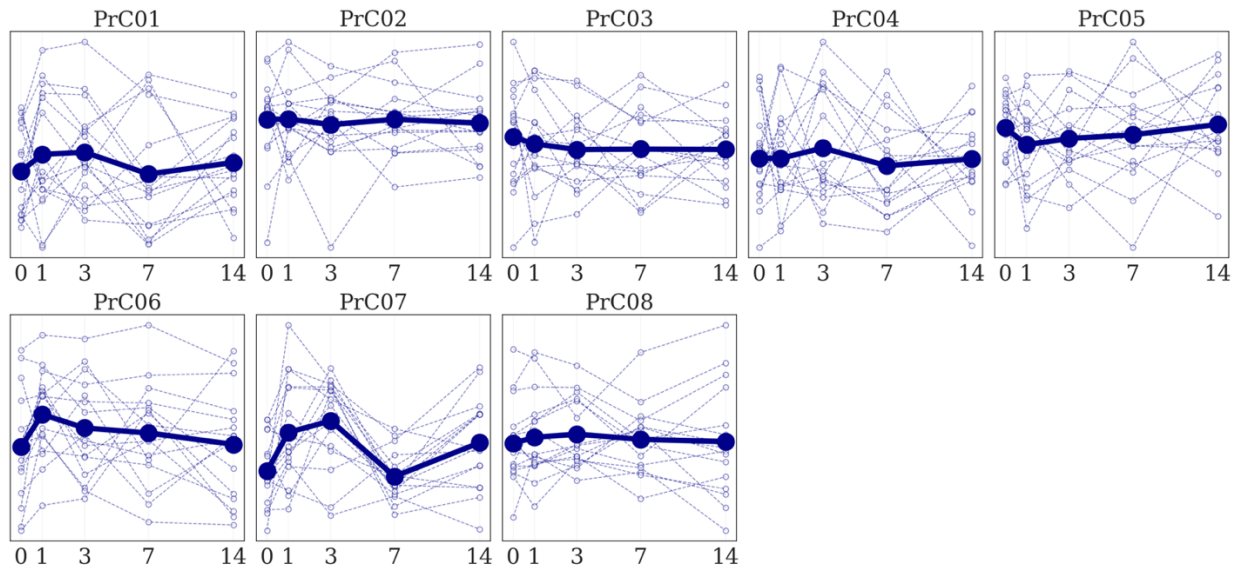 PrC01 PrC02 PrC03 PrC04 PrC05
0 1 3 7 14 0 1 3 7 14 0 1 3 7 14 0 1 3 7 14 0 1 3 7 14
PrC06 PrC07 PrC08
0 1 3 7 14 0 1 3 7 14 0 1 3 7 14